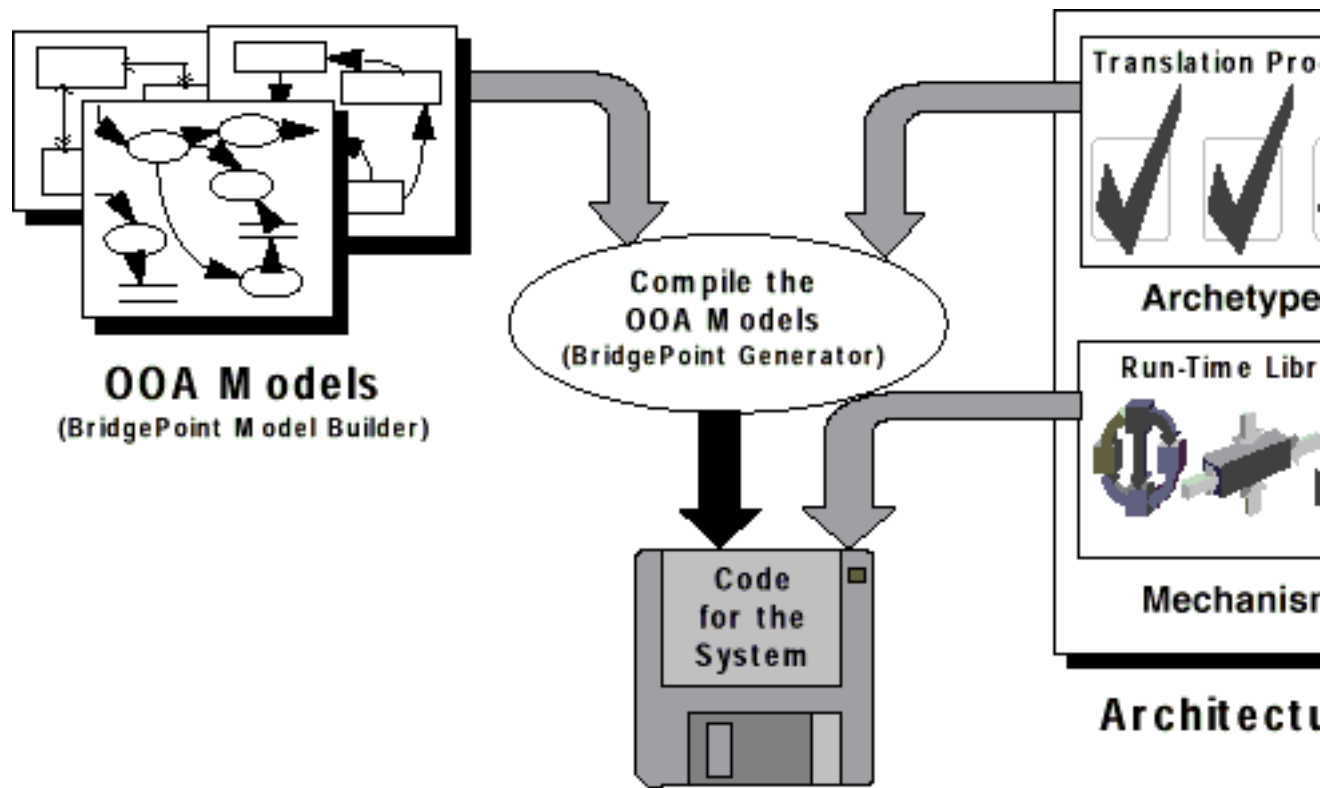 Translation Pro
Archetype
Compile the
OOA Models
(BridgePoint Generator)
OOA Models
(BridgePoint Model Builder)
Run-Time Libr
Mechanism
Code
for the
System
Architectu